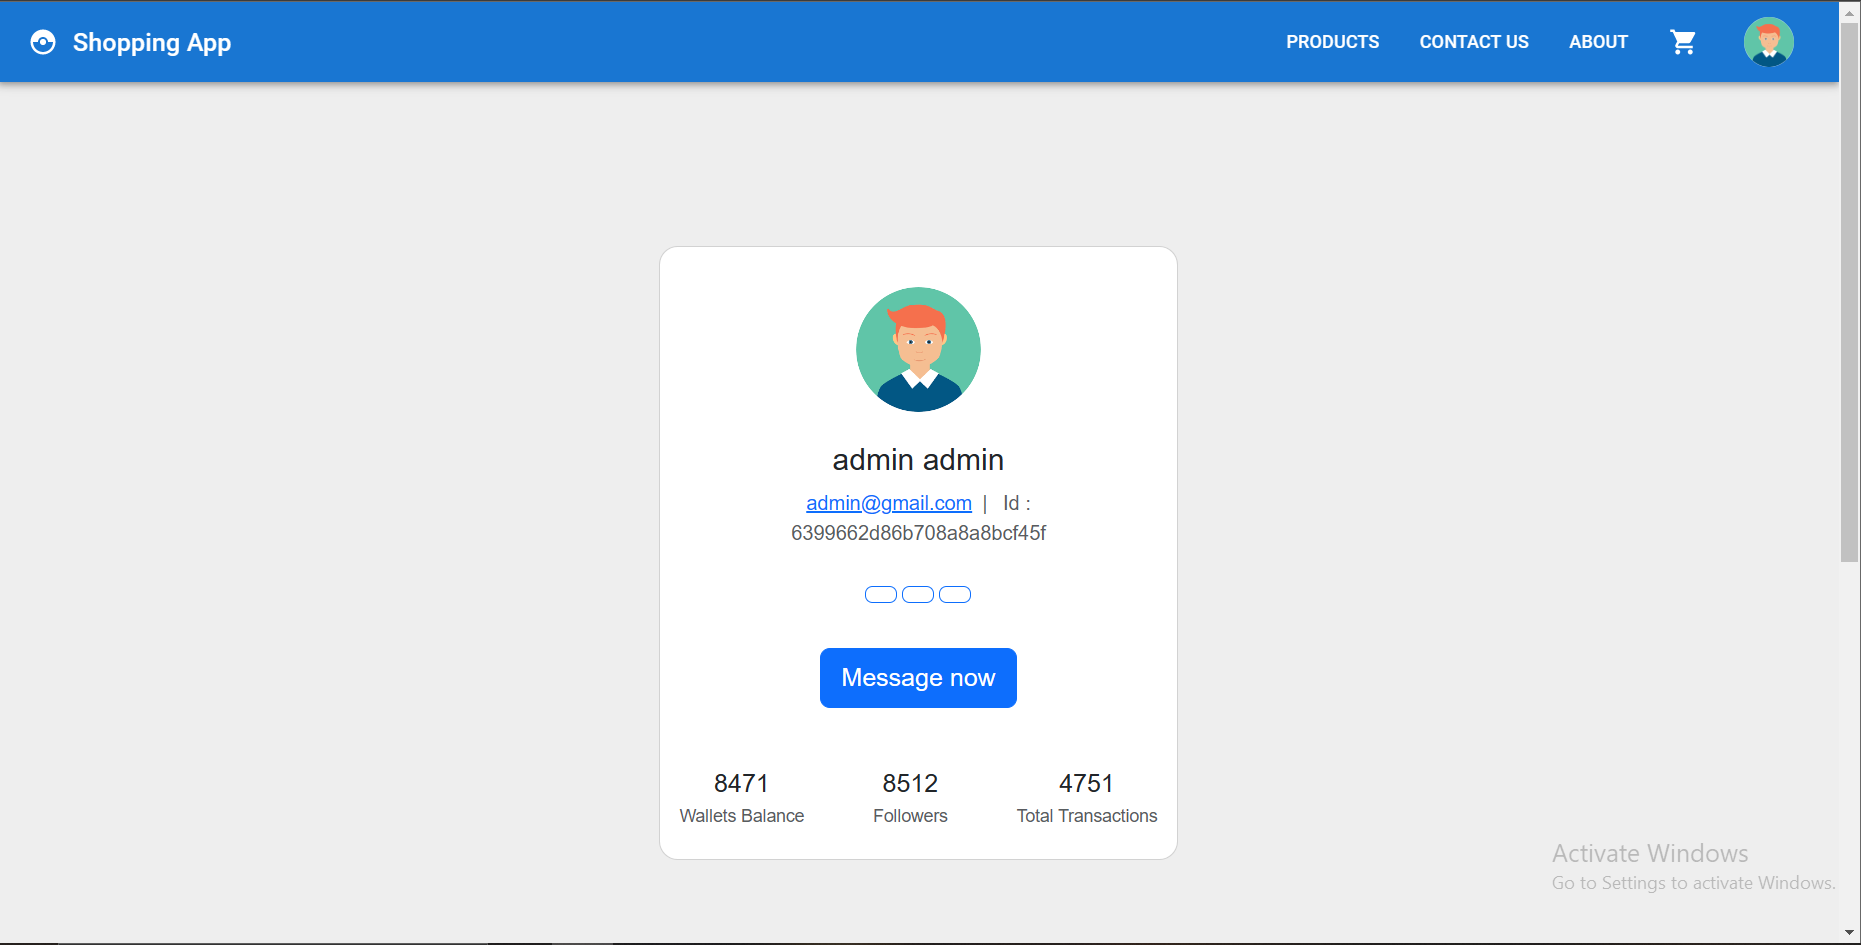 Shopping App
PRODUCTS
CONTACT US
ABOUT
admin admin
admin@gmail.com | Id :
6399662d86b708a8a8bcf45f
Message now
8471
8512
4751
Wallets Balance
Followers
Total Transactions
Activate Windows
Go to Settings to activate Windows.